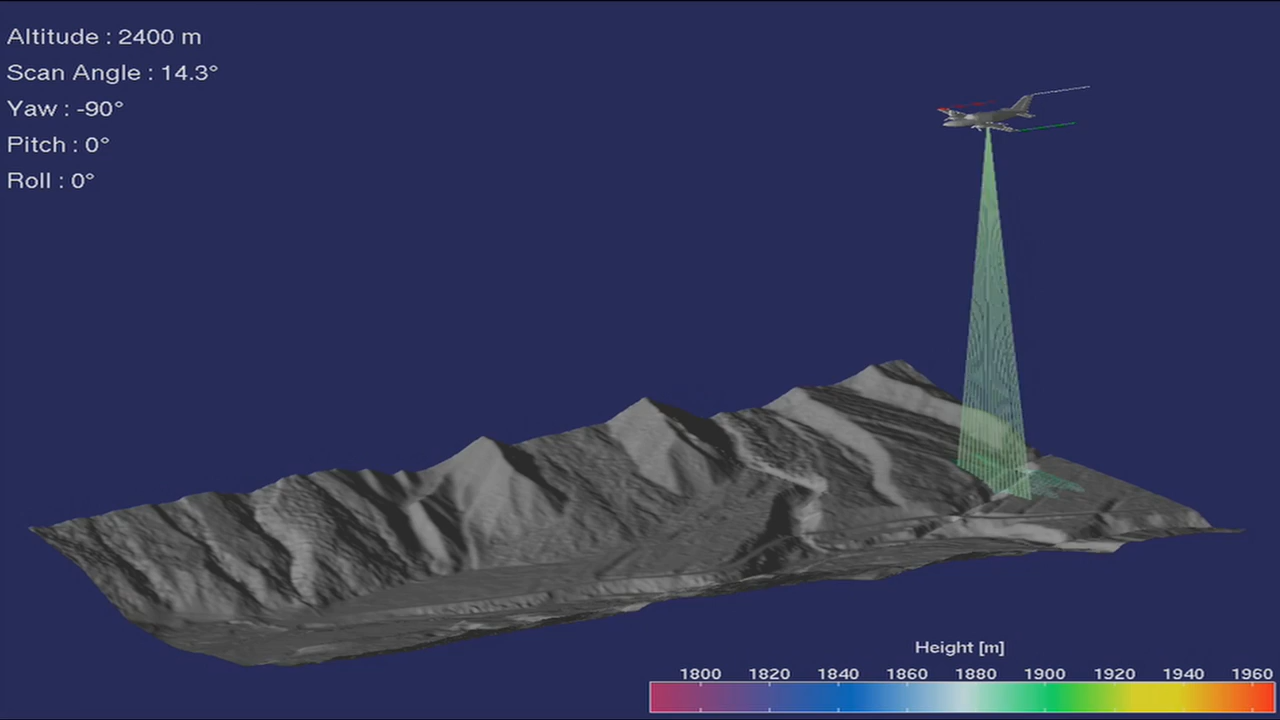 Altitude : 2400 m
Scan Angle : 14.3°
Yaw : -90°
Pitch : 0°
Roll : 0°
Height [m]
1800 1820 1840 1860 1880 1900 1920 1940 1960